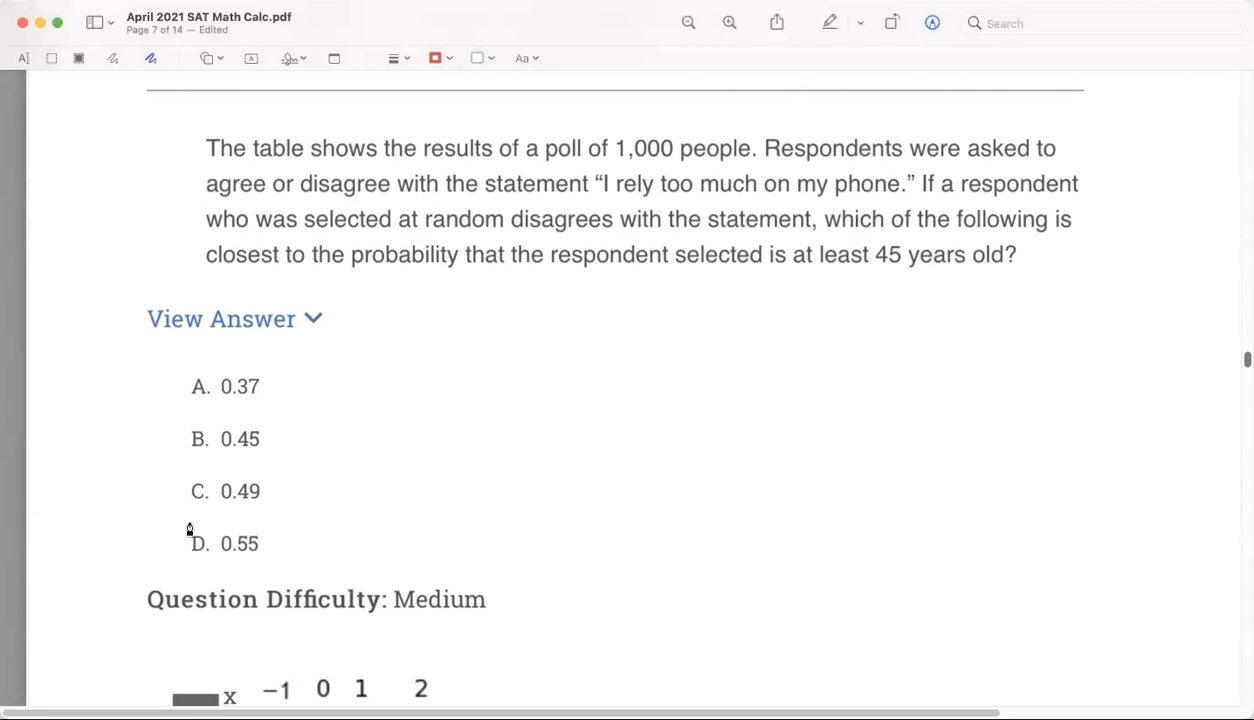 April 2021 SAT Math Calc.pdf
Page 7 of 14 — Edited
Search
A
Aa
The table shows the results of a poll of 1,000 people. Respondents were asked to
agree or disagree with the statement “I rely too much on my phone.” If a respondent
who was selected at random disagrees with the statement, which of the following is
closest to the probability that the respondent selected is at least 45 years old?
View Answer
A. 0.37
B. 0.45
C. 0.49
D. 0.55
Question Difficulty: Medium
x −1 0 1 2